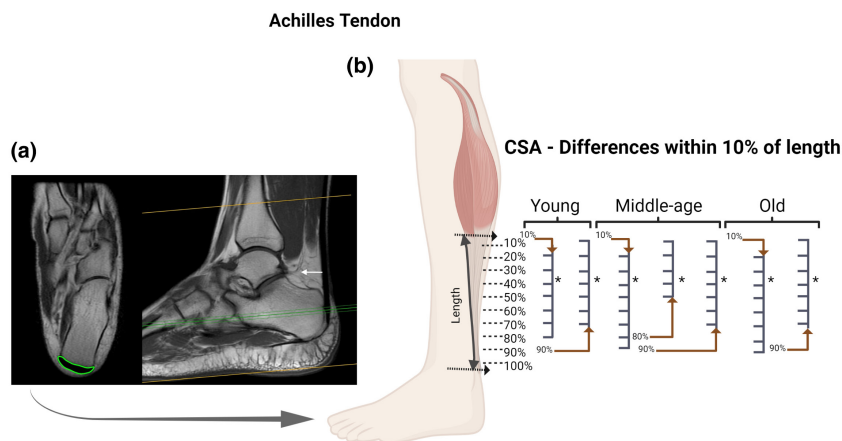 Achilles Tendon
(b)
(a)
CSA - Differences within 10% of length
Young Middle-age Old
10% 10% 10%
10%
20%
30%
40% * * * * * * *
50%
60%
70%
80% 80%
90% 90% 90% 90%
100%
Length